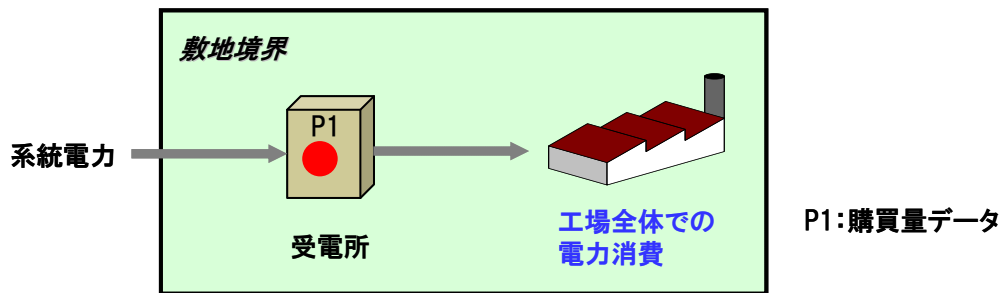 敷地境界
P1
系統電力
受電所
工場全体での
電力消費
P1:購買量データ